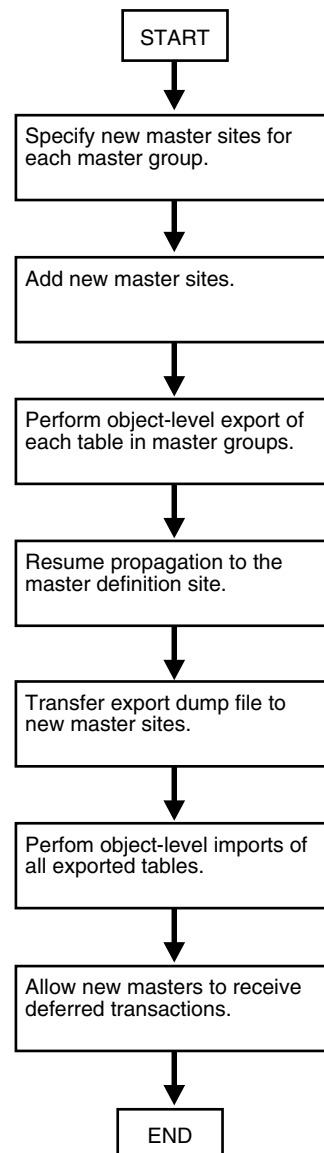 START
Specify new master sites for
each master group.
Add new master sites.
Perform object-level export of
each table in master groups.
Resume propagation to the
master definition site.
Transfer export dump file to
new master sites.
Perfom object-level imports of
all exported tables.
Allow new masters to receive
deferred transactions.
END